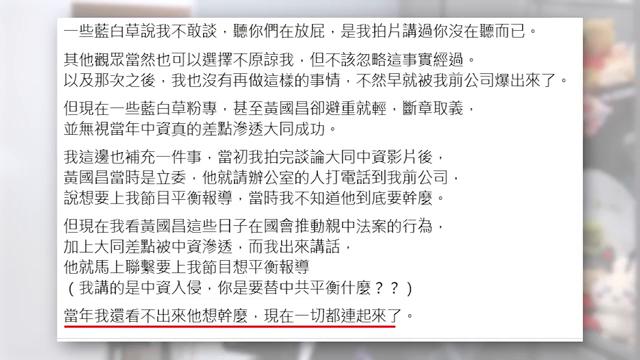 一些藍白草說我不敢談，聽你們在放屁，是我拍片講過你沒在聽而已。
其他觀眾當然也可以選擇不原諒我，但不該忽略這事實經過。
以及那次之後，我也沒有再做這樣的事情，不然早就被我前公司爆出來了。
但現在一些藍白草粉專，甚至黃國昌卻避重就輕，斷章取義，
並無視當年中資真的差點滲透大同成功。
我這邊也補充一件事，當初我拍完談論大同中資影片後，
黃國昌當時是立委，他就請辦公室的人打電話到我前公司，
說想要上我節目平衡報導，當時我不知道他到底要幹麼。
但現在我看黃國昌這些日子在國會推動親中法案的行為，
加上大同差點被中資滲透，而我出來講話，
他就馬上聯繫要上我節目想平衡報導
（我講的是中資入侵，你是要替中共平衡什麼？？）
當年我還看不出來他想幹麼，現在一切都連起來了。